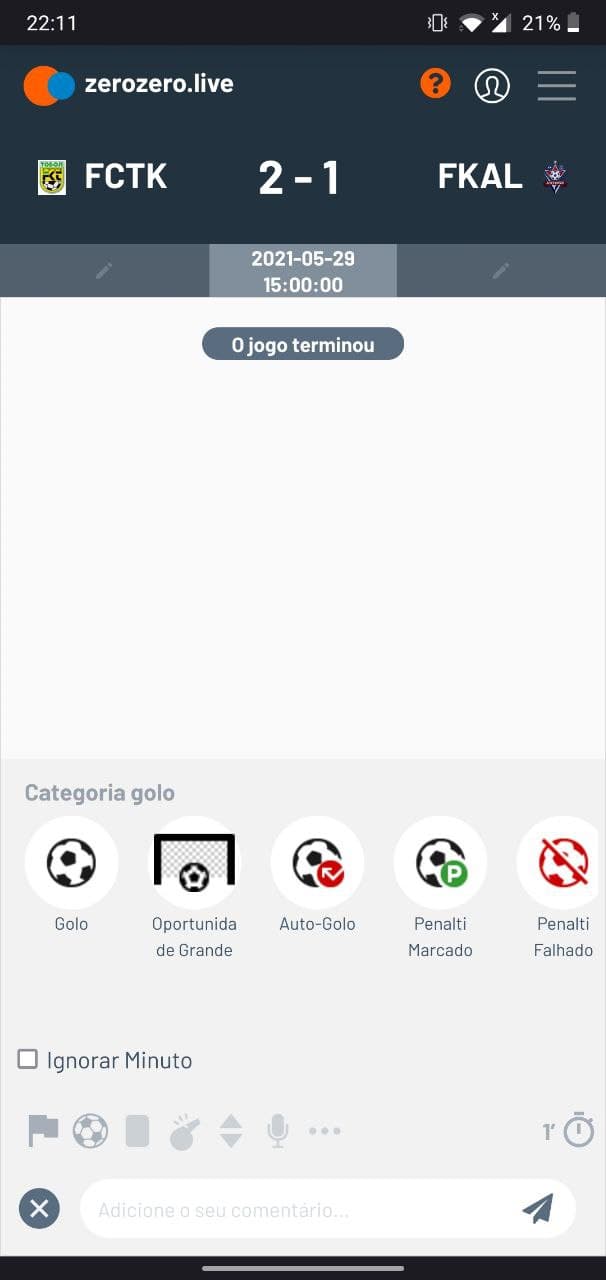 22:11
x
21%
zerozero.live
?
FCTK
2 - 1
FKAL
2021-05-29
15:00:00
O jogo terminou
Categoria golo
Golo
Oportunida
de Grande
Auto-Golo
P
Penalti
Marcado
Penalti
Falhado
Ignorar Minuto
1'
Adicione o seu comentário...